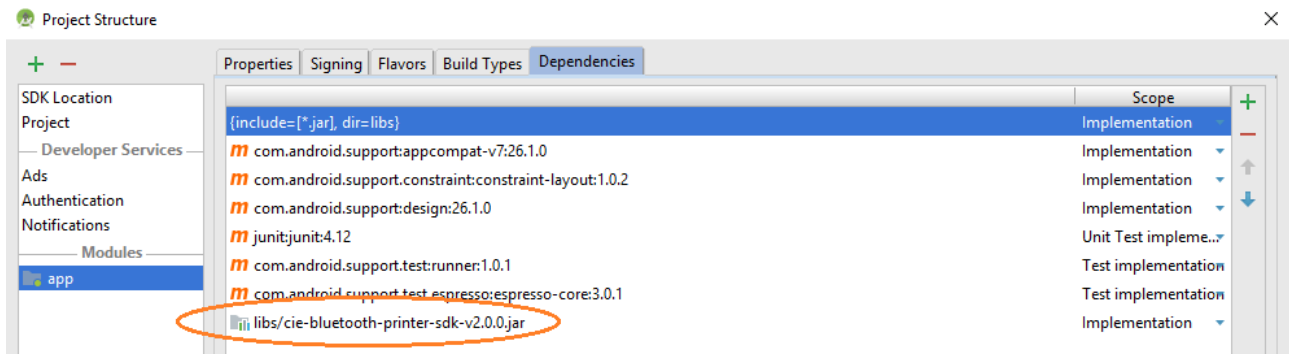 Project Structure
Properties Signing Flavors Build Types Dependencies
SDK Location
Project
Developer Services
Ads
Authentication
Notifications
Modules
app
Scope
{include=[*.jar], dir=libs} Implementation
m com.android.support:appcompat-v7:26.1.0 Implementation
m com.android.support.constraint:constraint-layout:1.0.2 Implementation
m com.android.support:design:26.1.0 Implementation
m junit:junit:4.12 Unit Test impleme...
m com.android.support.test:runner:1.0.1 Test implementation
m com.android.support.test.espresso:espresso-core:3.0.1 Test implementation
libs/cie-bluetooth-printer-sdk-v2.0.0.jar Implementation